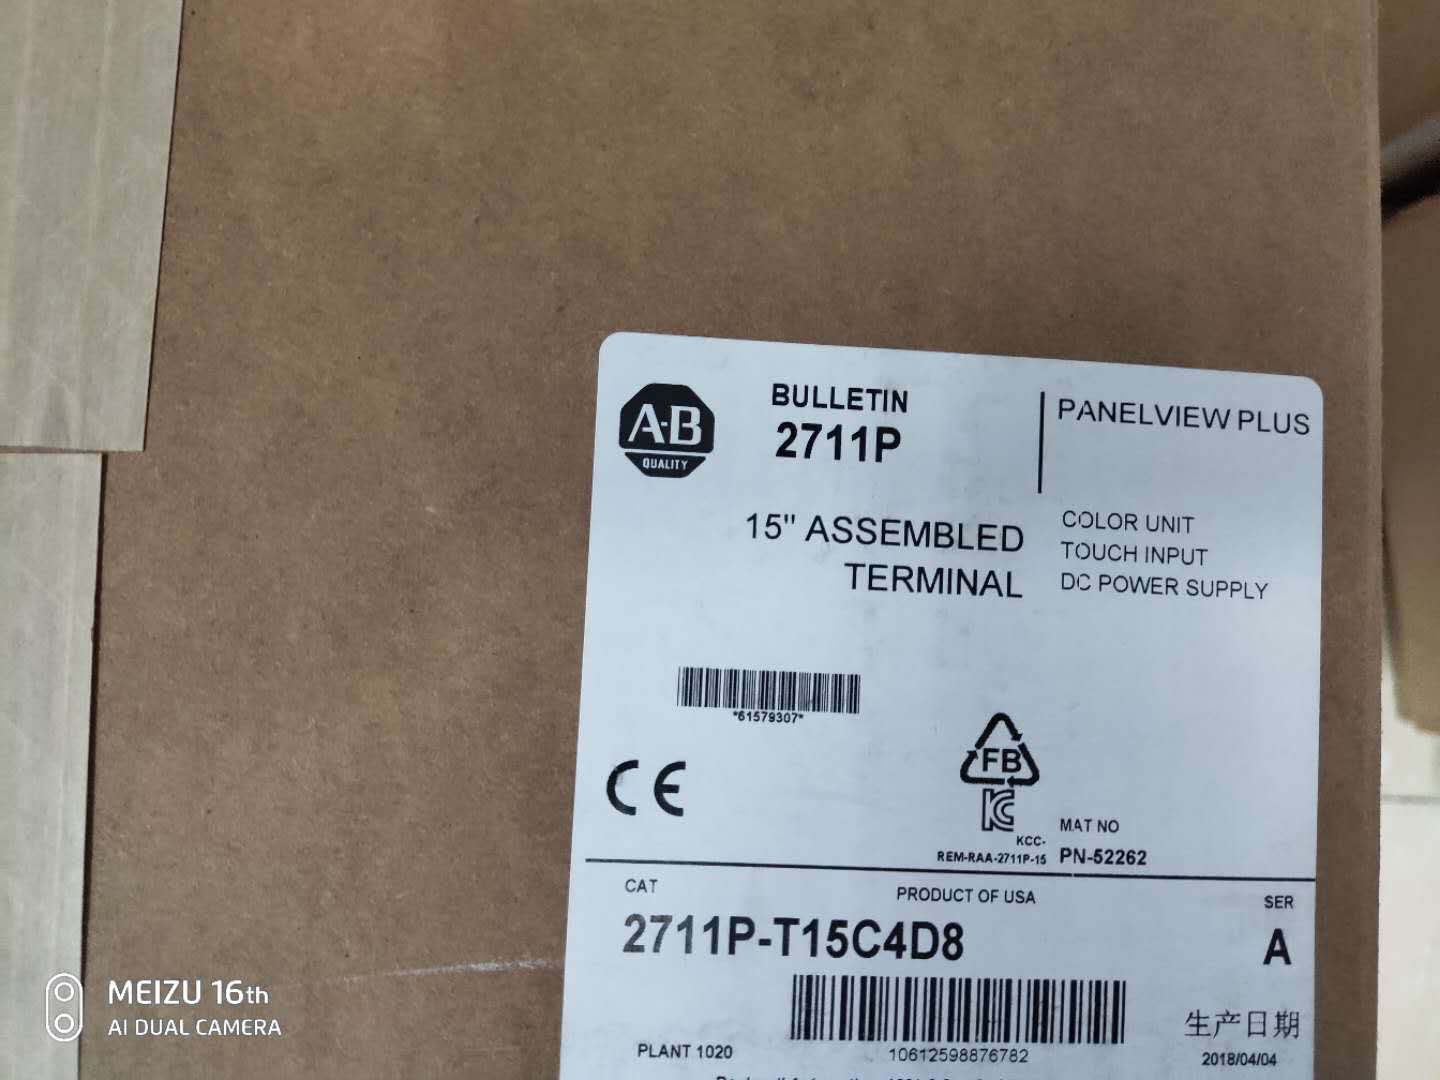 A-B
QUALITY
BULLETIN
2711P
PANELVIEW PLUS
15" ASSEMBLED
TERMINAL
COLOR UNIT
TOUCH INPUT
DC POWER SUPPLY
*61579307*
CE
FB
KC
KCC-
REM-RAA-2711P-15
MAT NO
PN-52262
CAT
PRODUCT OF USA
SER
2711P-T15C4D8
A
生产日期
PLANT 1020
10612598876782
2018/04/04
MEIZU 16th
AI DUAL CAMERA